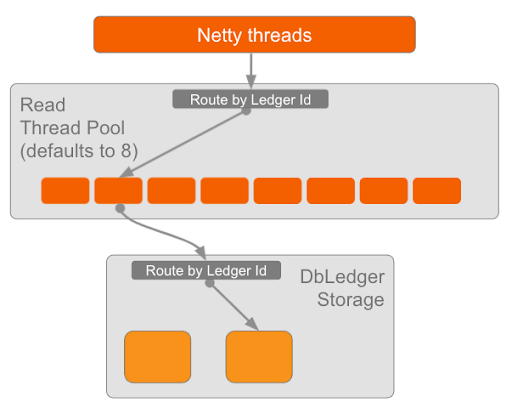 Netty threads
Route by Ledger Id
Read
Thread Pool
(defaults to 8)
Route by Ledger Id
DbLedger
Storage